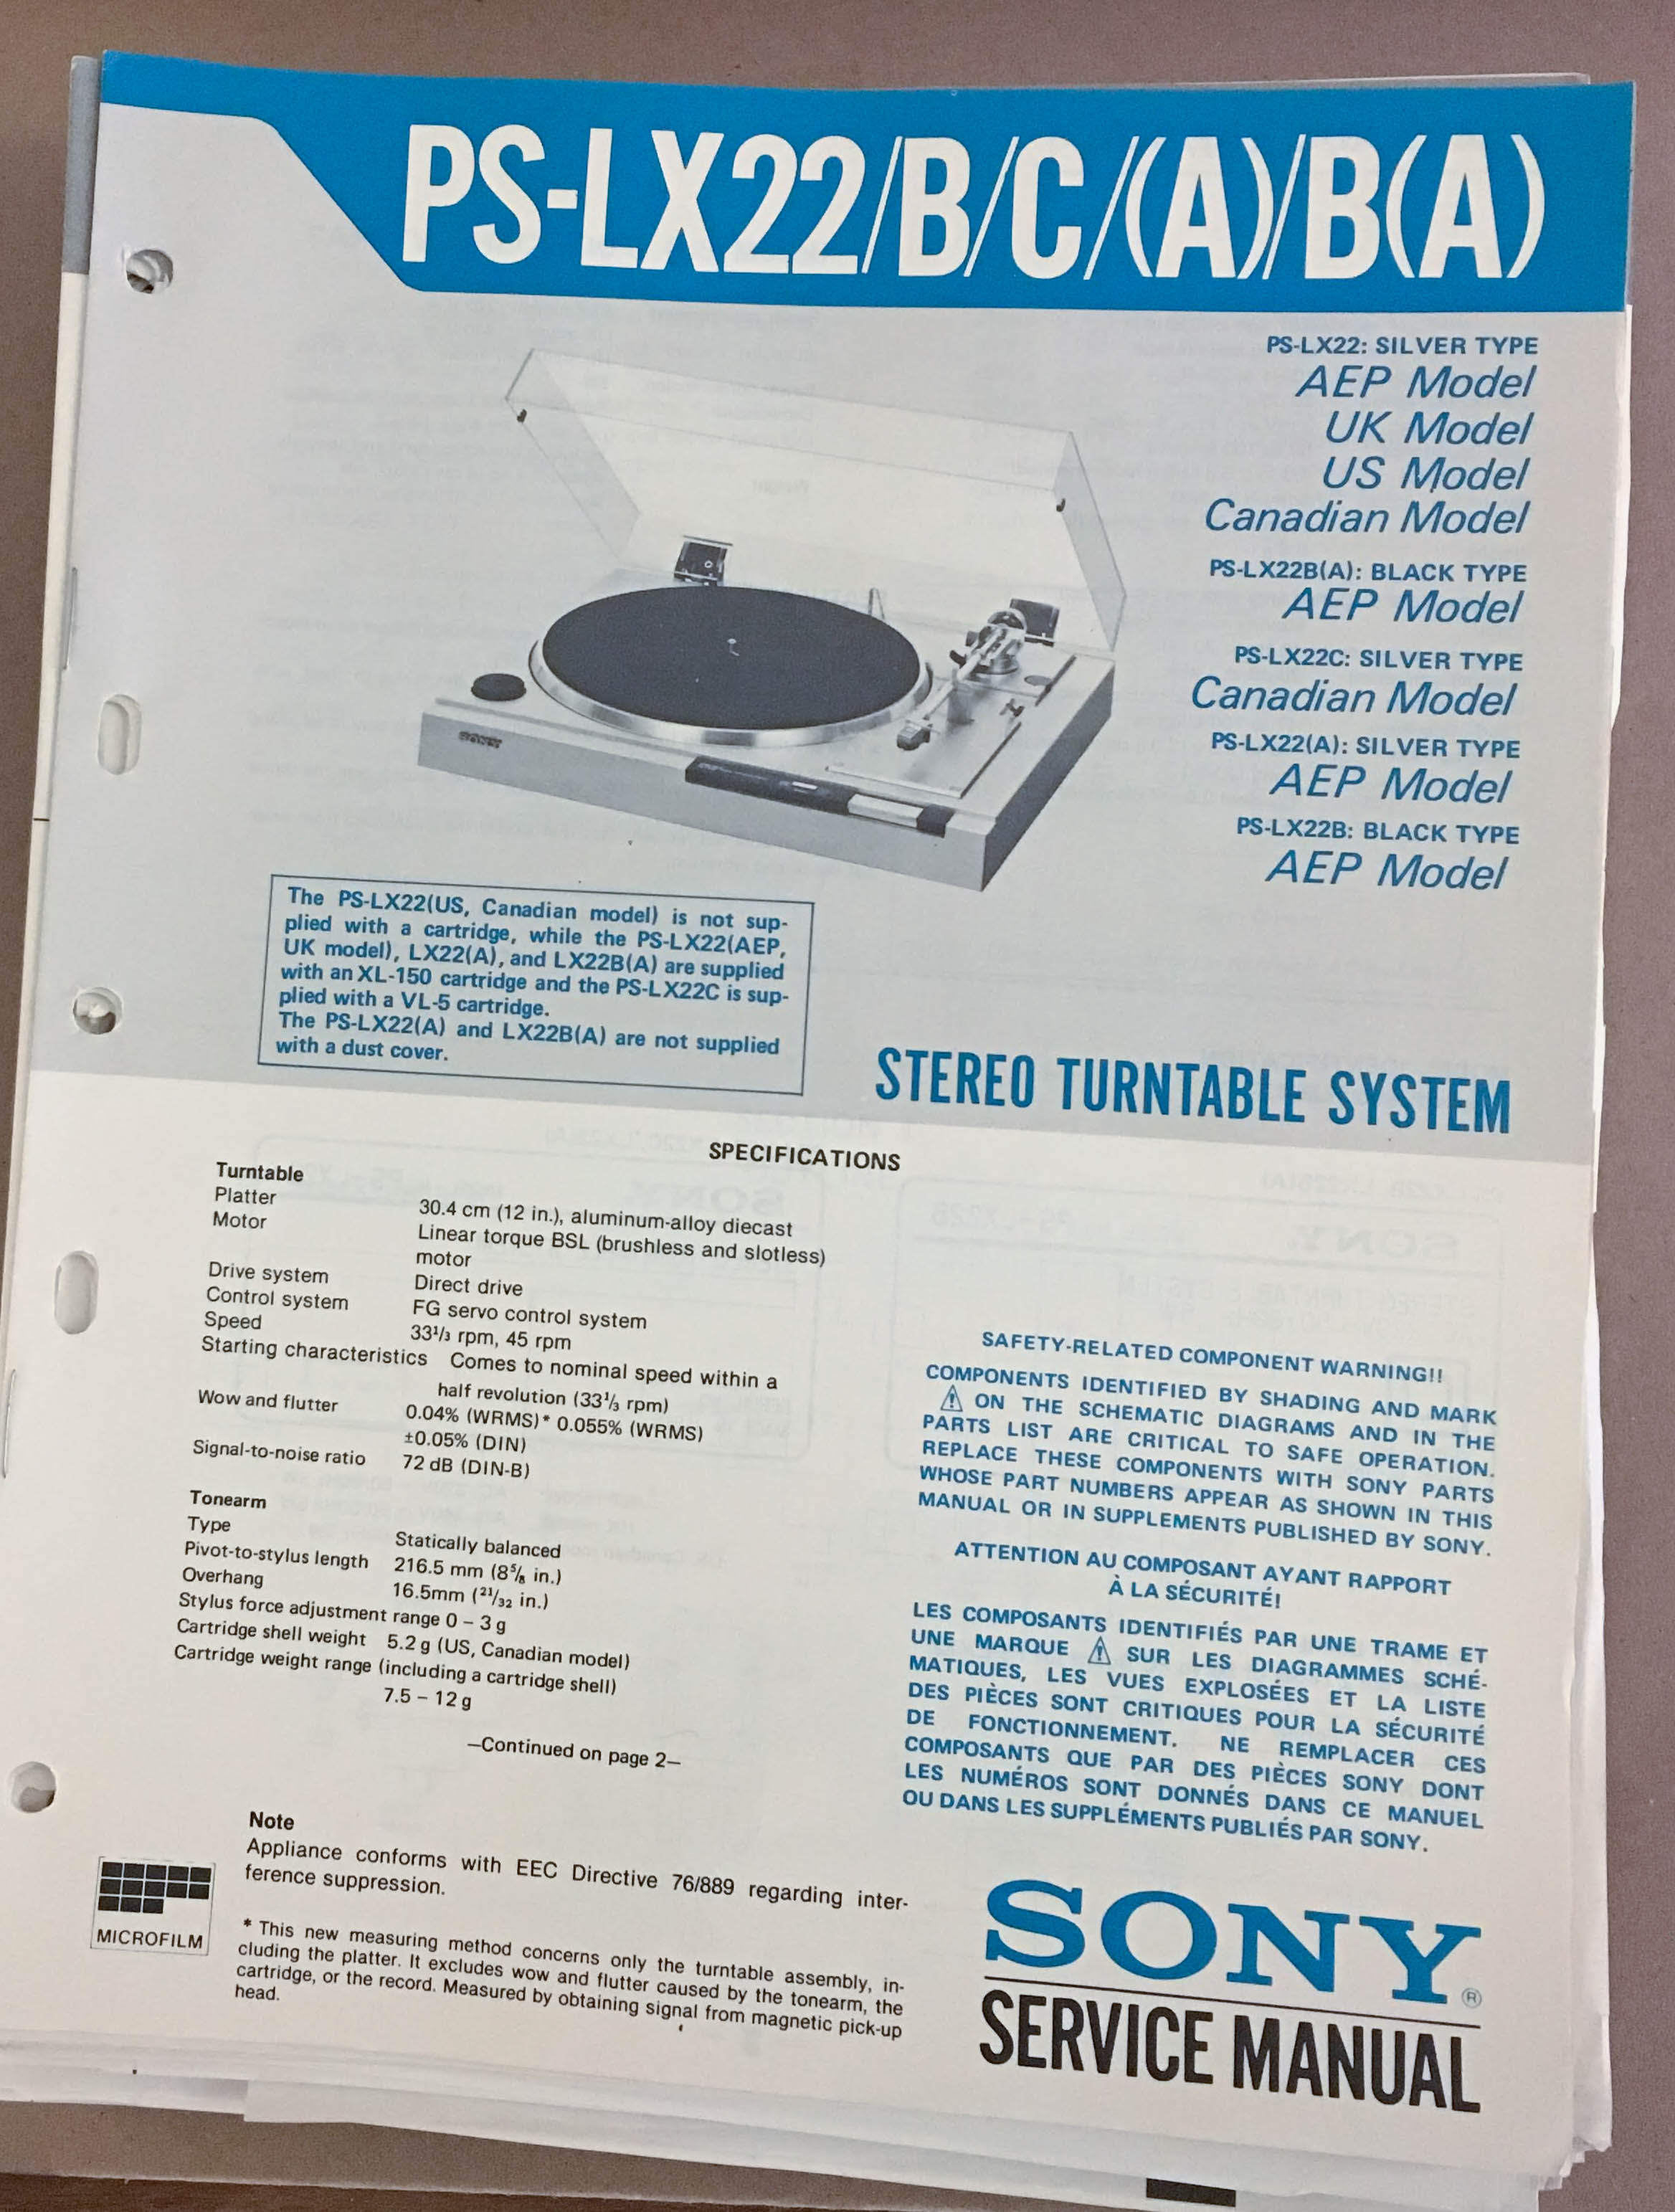 PS-LX22/B/C/(A)/B(A)
PS-LX22: SILVER TYPE
AEP Model
UK Model
US Model
Canadian Model
PS-LX22B(A): BLACK TYPE
AEP Model
PS-LX22C: SILVER TYPE
Canadian Model
PS-LX22(A): SILVER TYPE
AEP Model
PS-LX22B: BLACK TYPE
AEP Model
SONY
The PS-LX22(US, Canadian model) is not sup-
plied with a cartridge, while the PS-LX22(AEP,
UK model), LX22(A), and LX22B(A) are supplied
with an XL-150 cartridge and the PS-LX22C is sup-
plied with a VL-5 cartridge.
The PS-LX22(A) and LX22B(A) are not supplied
with a dust cover.
STEREO TURNTABLE SYSTEM
SPECIFICATIONS
Turntable
Platter 30.4 cm (12 in.), aluminum-alloy diecast
Motor Linear torque BSL (brushless and slotless)
motor
Drive system Direct drive
Control system FG servo control system
Speed 33¹/₃ rpm, 45 rpm
Starting characteristics Comes to nominal speed within a
half revolution (33¹/₃ rpm)
Wow and flutter 0.04% (WRMS)* 0.055% (WRMS)
±0.05% (DIN)
Signal-to-noise ratio 72 dB (DIN-B)
Tonearm
Type Statically balanced
Pivot-to-stylus length 216.5 mm (8⁵/₈ in.)
Overhang 16.5mm (²¹/₃₂ in.)
Stylus force adjustment range 0 – 3 g
Cartridge shell weight 5.2 g (US, Canadian model)
Cartridge weight range (including a cartridge shell)
7.5 – 12 g
—Continued on page 2—
SAFETY-RELATED COMPONENT WARNING!!
COMPONENTS IDENTIFIED BY SHADING AND MARK
⚠ ON THE SCHEMATIC DIAGRAMS AND IN THE
PARTS LIST ARE CRITICAL TO SAFE OPERATION.
REPLACE THESE COMPONENTS WITH SONY PARTS
WHOSE PART NUMBERS APPEAR AS SHOWN IN THIS
MANUAL OR IN SUPPLEMENTS PUBLISHED BY SONY.
ATTENTION AU COMPOSANT AYANT RAPPORT
À LA SÉCURITÉ!
LES COMPOSANTS IDENTIFIÉS PAR UNE TRAME ET
UNE MARQUE ⚠ SUR LES DIAGRAMMES SCHÉ-
MATIQUES, LES VUES EXPLOSÉES ET LA LISTE
DES PIÈCES SONT CRITIQUES POUR LA SÉCURITÉ
DE FONCTIONNEMENT. NE REMPLACER CES
COMPOSANTS QUE PAR DES PIÈCES SONY DONT
LES NUMÉROS SONT DONNÉS DANS CE MANUEL
OU DANS LES SUPPLÉMENTS PUBLIÉS PAR SONY.
Note
Appliance conforms with EEC Directive 76/889 regarding inter-
ference suppression.
* This new measuring method concerns only the turntable assembly, in-
cluding the platter. It excludes wow and flutter caused by the tonearm, the
cartridge, or the record. Measured by obtaining signal from magnetic pick-up
head.
MICROFILM
SONY®
SERVICE MANUAL